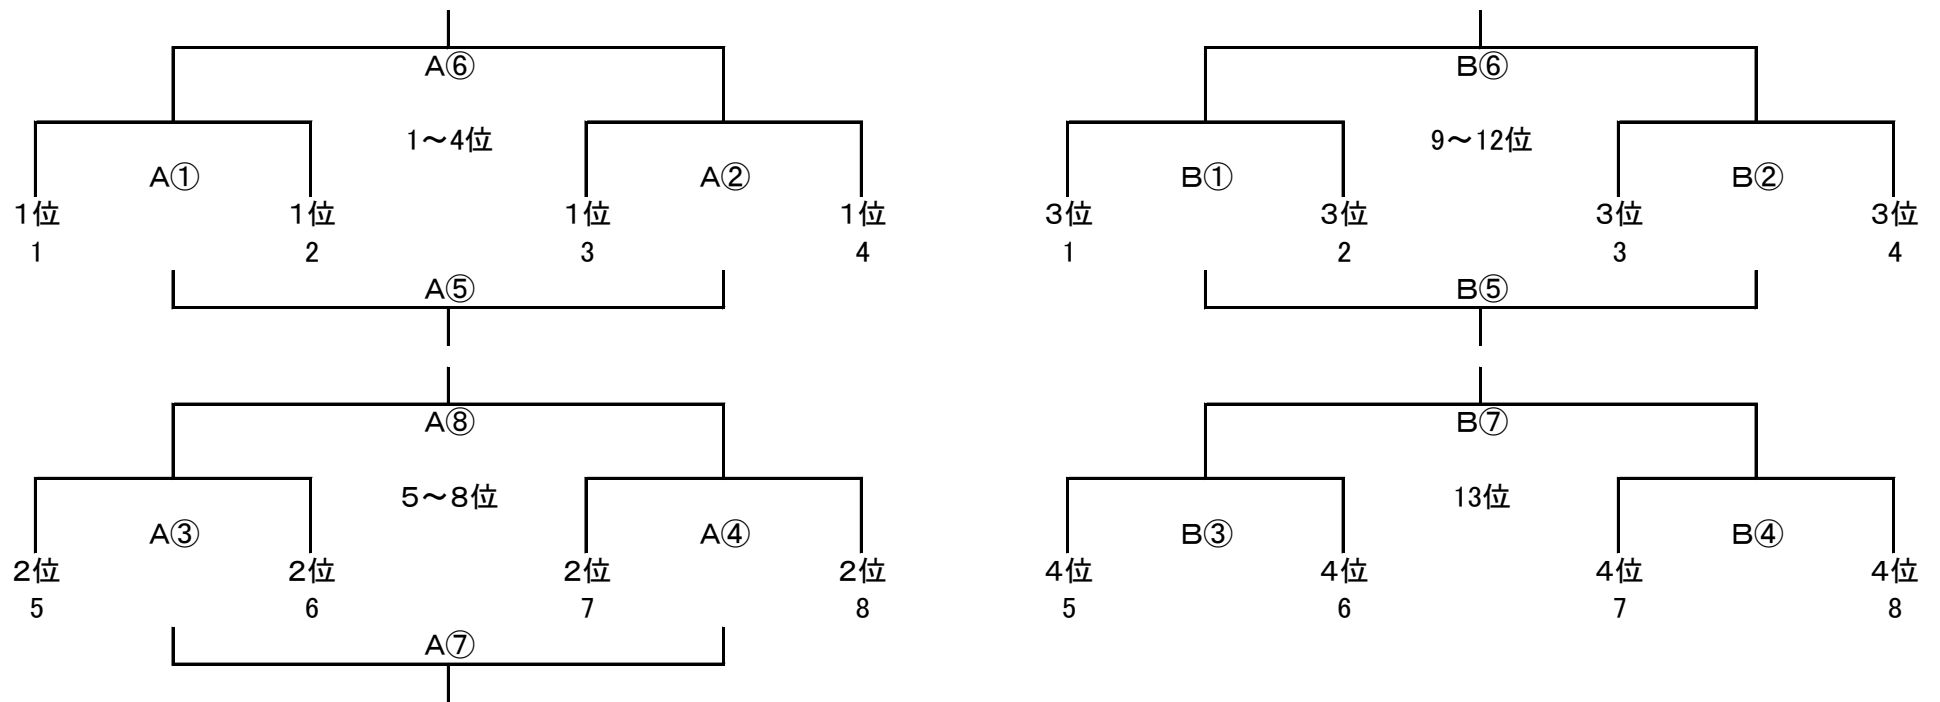 A⑥
1～4位
A① A②
1位 1位 1位 1位
1 2 3 4
A⑤
B⑥
9～12位
B① B②
3位 3位 3位 3位
1 2 3 4
B⑤
A⑧
5～8位
A③ A④
2位 2位 2位 2位
5 6 7 8
A⑦
B⑦
13位
B③ B④
4位 4位 4位 4位
5 6 7 8